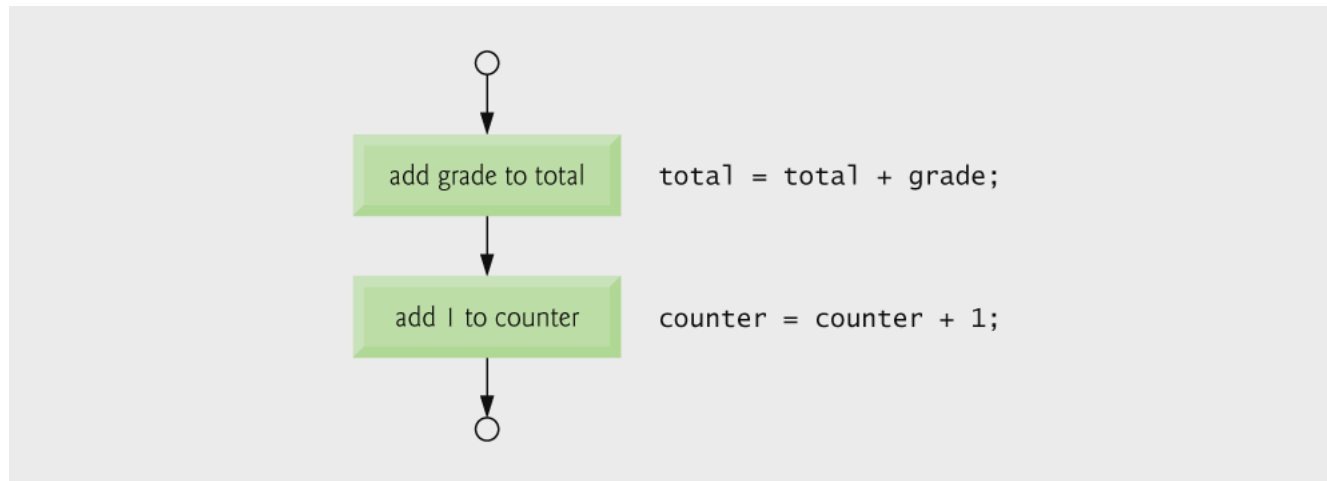 add grade to total
total = total + grade;
add 1 to counter
counter = counter + 1;